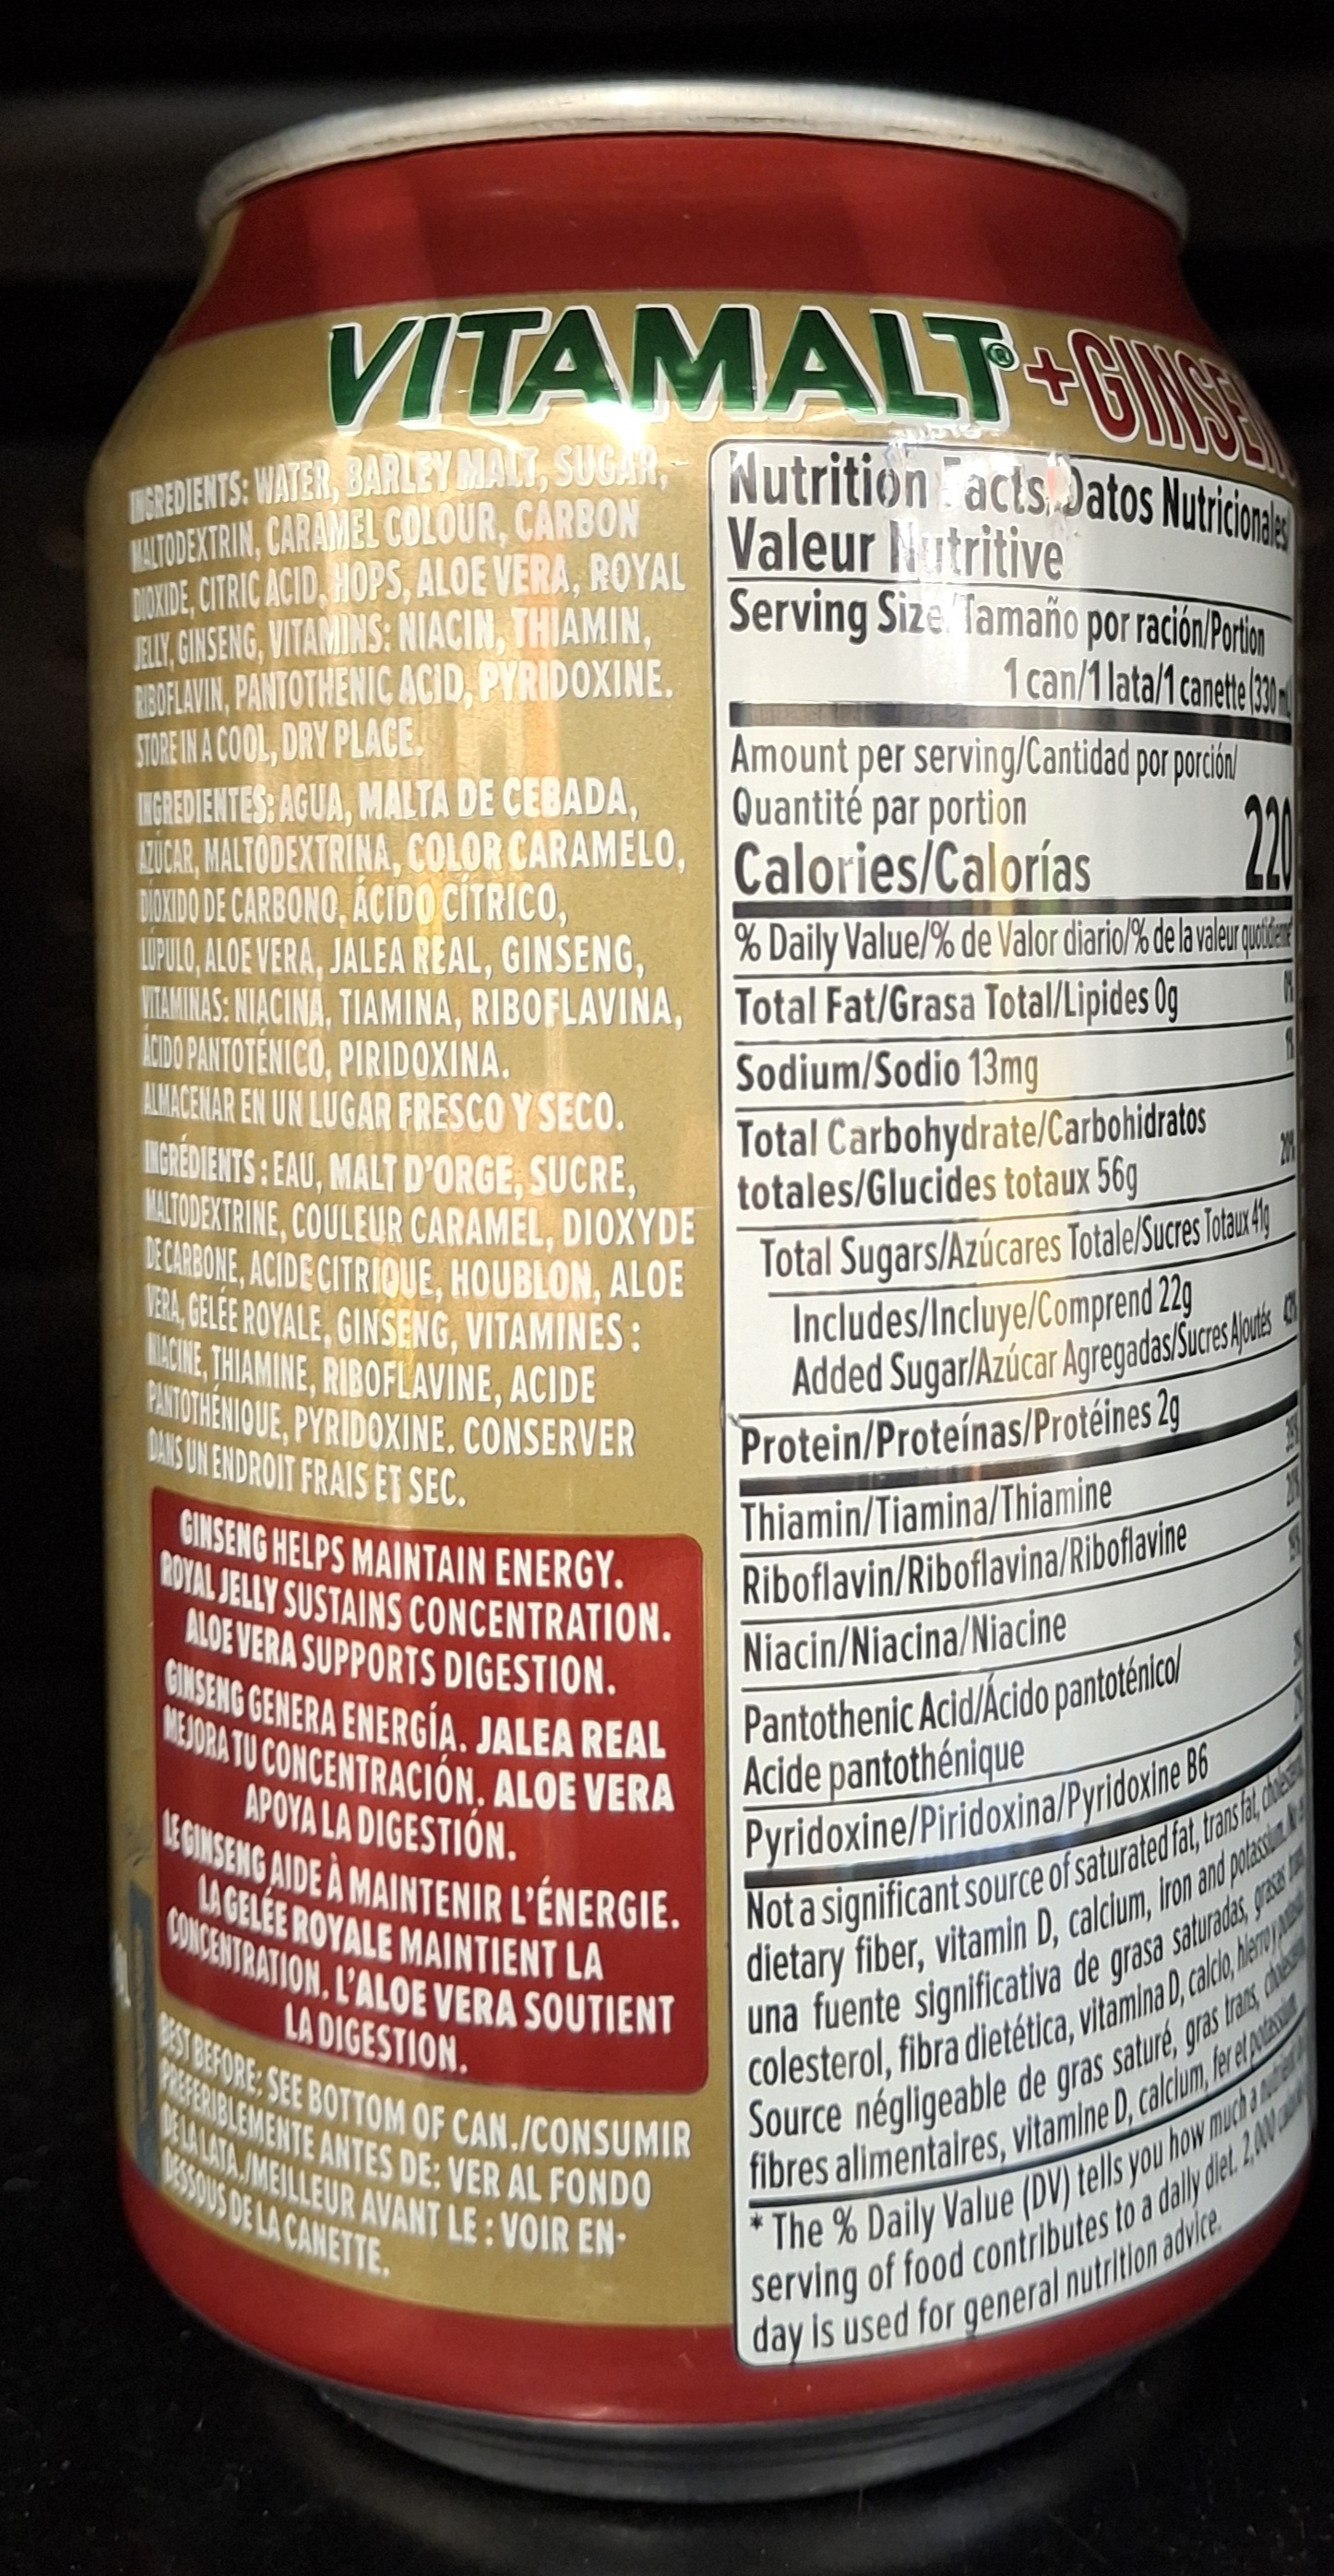 VITAMALT® +GINSEN
INGREDIENTS: WATER, BARLEY MALT, SUGAR,
MALTODEXTRIN, CARAMEL COLOUR, CARBON
DIOXIDE, CITRIC ACID, HOPS, ALOE VERA, ROYAL
JELLY, GINSENG, VITAMINS: NIACIN, THIAMIN,
RIBOFLAVIN, PANTOTHENIC ACID, PYRIDOXINE.
STORE IN A COOL, DRY PLACE.
INGREDIENTES: AGUA, MALTA DE CEBADA,
AZÚCAR, MALTODEXTRINA, COLOR CARAMELO,
DIÓXIDO DE CARBONO, ÁCIDO CÍTRICO,
LÚPULO, ALOE VERA, JALEA REAL, GINSENG,
VITAMINAS: NIACINA, TIAMINA, RIBOFLAVINA,
ÁCIDO PANTOTÉNICO, PIRIDOXINA.
ALMACENAR EN UN LUGAR FRESCO Y SECO.
INGRÉDIENTS : EAU, MALT D'ORGE, SUCRE,
MALTODEXTRINE, COULEUR CARAMEL, DIOXYDE
DE CARBONE, ACIDE CITRIQUE, HOUBLON, ALOE
VERA, GELÉE ROYALE, GINSENG, VITAMINES :
NIACINE, THIAMINE, RIBOFLAVINE, ACIDE
PANTOTHÉNIQUE, PYRIDOXINE. CONSERVER
DANS UN ENDROIT FRAIS ET SEC.
GINSENG HELPS MAINTAIN ENERGY.
ROYAL JELLY SUSTAINS CONCENTRATION.
ALOE VERA SUPPORTS DIGESTION.
GINSENG GENERA ENERGÍA. JALEA REAL
MEJORA TU CONCENTRACIÓN. ALOE VERA
APOYA LA DIGESTIÓN.
LE GINSENG AIDE À MAINTENIR L'ÉNERGIE.
LA GELÉE ROYALE MAINTIENT LA
CONCENTRATION. L'ALOE VERA SOUTIENT
LA DIGESTION.
BEST BEFORE: SEE BOTTOM OF CAN./CONSUMIR
PREFERIBLEMENTE ANTES DE: VER AL FONDO
DE LA LATA./MEILLEUR AVANT LE : VOIR EN-
DESSOUS DE LA CANETTE.
Nutrition Facts/Datos Nutricionales/
Valeur Nutritive
Serving Size/Tamaño por ración/Portion
1 can/1 lata/1 canette (330
Amount per serving/Cantidad por porción/
Quantité par portion
Calories/Calorías 220
% Daily Value/% de Valor diario/% de la valeur quotidienne*
Total Fat/Grasa Total/Lipides 0g 0%
Sodium/Sodio 13mg 1%
Total Carbohydrate/Carbohidratos
totales/Glucides totaux 56g 20%
Total Sugars/Azúcares Totale/Sucres Totaux 41g
Includes/Incluye/Comprend 22g
Added Sugar/Azúcar Agregadas/Sucres Ajoutés
Protein/Proteínas/Protéines 2g
Thiamin/Tiamina/Thiamine
Riboflavin/Riboflavina/Riboflavine
Niacin/Niacina/Niacine
Pantothenic Acid/Ácido pantoténico/
Acide pantothénique
Pyridoxine/Piridoxina/Pyridoxine B6
Not a significant source of saturated fat, trans fat,
dietary fiber, vitamin D, calcium, iron and potassium.
una fuente significativa de grasa saturadas, grasas
colesterol, fibra dietética, vitamina D, calcio, hierro y
Source négligeable de gras saturé, gras trans,
fibres alimentaires, vitamine D, calcium, fer et potassium.
* The % Daily Value (DV) tells you how much a
serving of food contributes to a daily diet. 2,000
day is used for general nutrition advice.